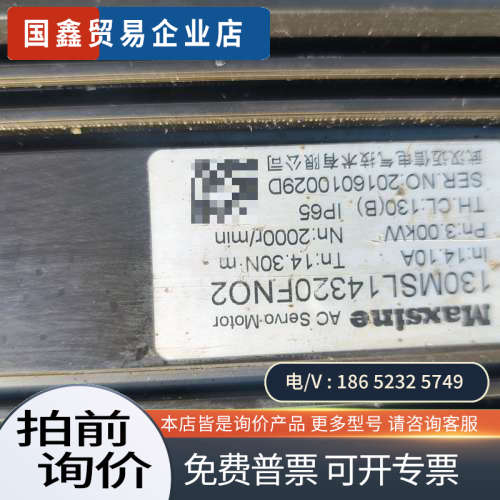 国鑫贸易企业店
Maxsine AC Servo-Motor
130MSL14320FNO2
In:14.10A Tn:14.30N·m
Pn:3.00kW Nn:2000r/min
TH.CL:130(B) IP65
SER.NO:2016010029D
武汉迈信电气技术有限公司
电/V : 186 5232 5749
拍前
询价
本店皆是询价产品 更多型号 请咨询客服
免费普票 可开专票